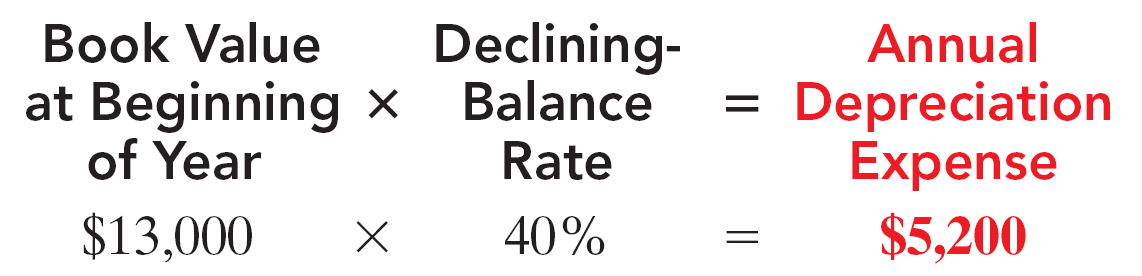 Book Value Declining- Annual
at Beginning × Balance = Depreciation
of Year Rate Expense
$13,000 × 40% = $5,200